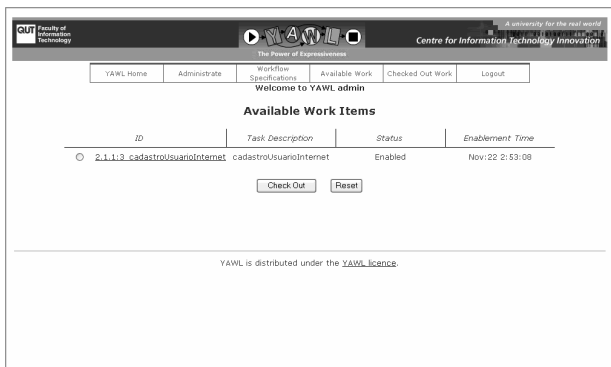 QUT Faculty of Information Technology
A university for the real world
YAWL
The Power of Expressiveness
Centre for Information Technology Innovation
YAWL Home Administrate Workflow Specifications Available Work Checked Out Work Logout
Welcome to YAWL admin
Available Work Items
ID Task Description Status Enablement Time
2.1.1:3 cadastroUsuarioInternet cadastroUsuarioInternet Enabled Nov:22 2:53:08
Check Out Reset
YAWL is distributed under the YAWL licence.